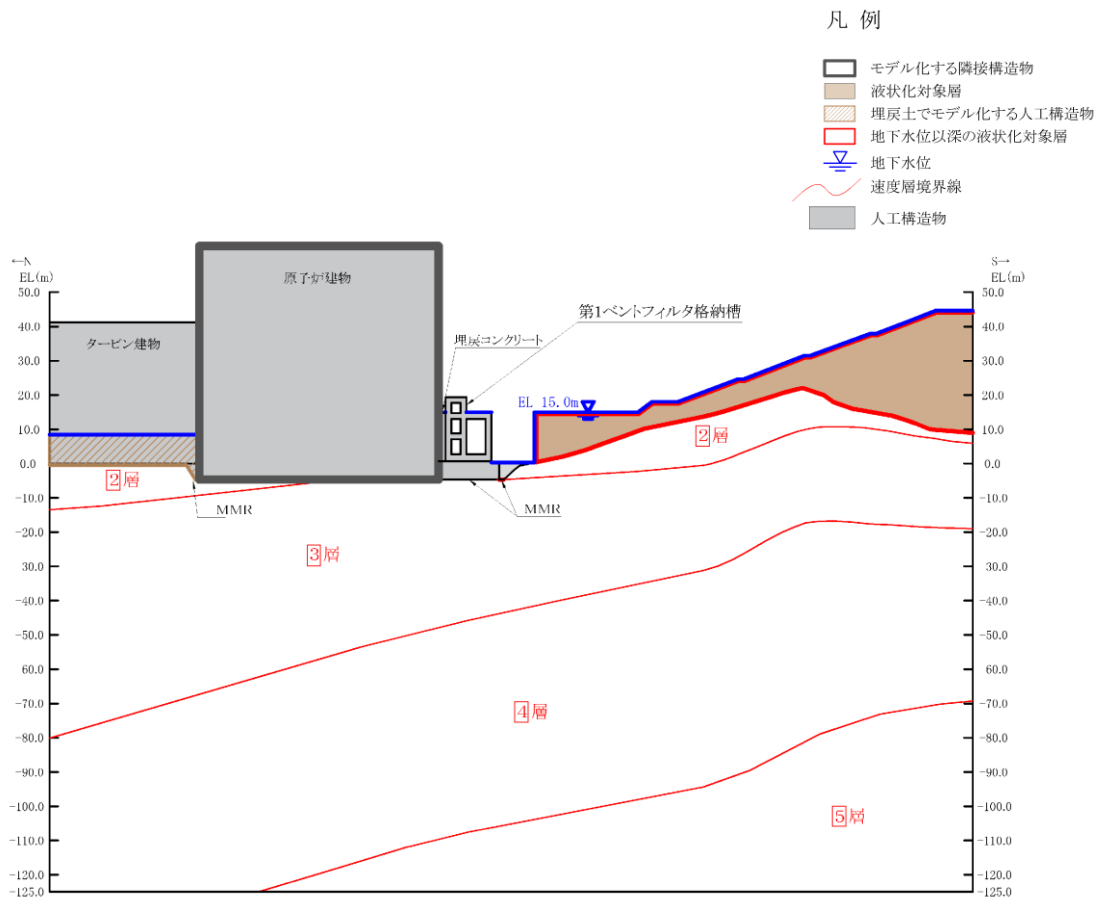 凡 例
モデル化する隣接構造物
液状化対象層
埋戻土でモデル化する人工構造物
地下水位以深の液状化対象層
地下水位
速度層境界線
人工構造物
←N
EL(m)
S→
EL(m)
50.0
40.0
30.0
20.0
10.0
0.0
-10.0
-20.0
30.0
-40.0
-50.0
60.0
-70.0
-80.0
-90.0
-100.0
-110.0
-120.0
-125.0
原子炉建物
タービン建物
第1ベントフィルタ格納槽
埋戻コンクリート
EL 15.0m
2層
2層
MMR
MMR
3層
4層
5層
50.0
40.0
30.0
20.0
10.0
0.0
-10.0
-20.0
30.0
-40.0
-50.0
60.0
-70.0
-80.0
-90.0
-100.0
-110.0
-120.0
-125.0